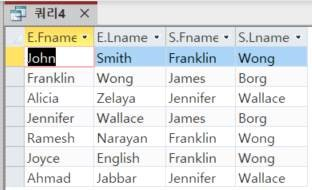 쿼리4
E.Fname E.Lname S.Fname S.Lname
John Smith Franklin Wong
Franklin Wong James Borg
Alicia Zelaya Jennifer Wallace
Jennifer Wallace James Borg
Ramesh Narayan Franklin Wong
Joyce English Franklin Wong
Ahmad Jabbar Jennifer Wallace